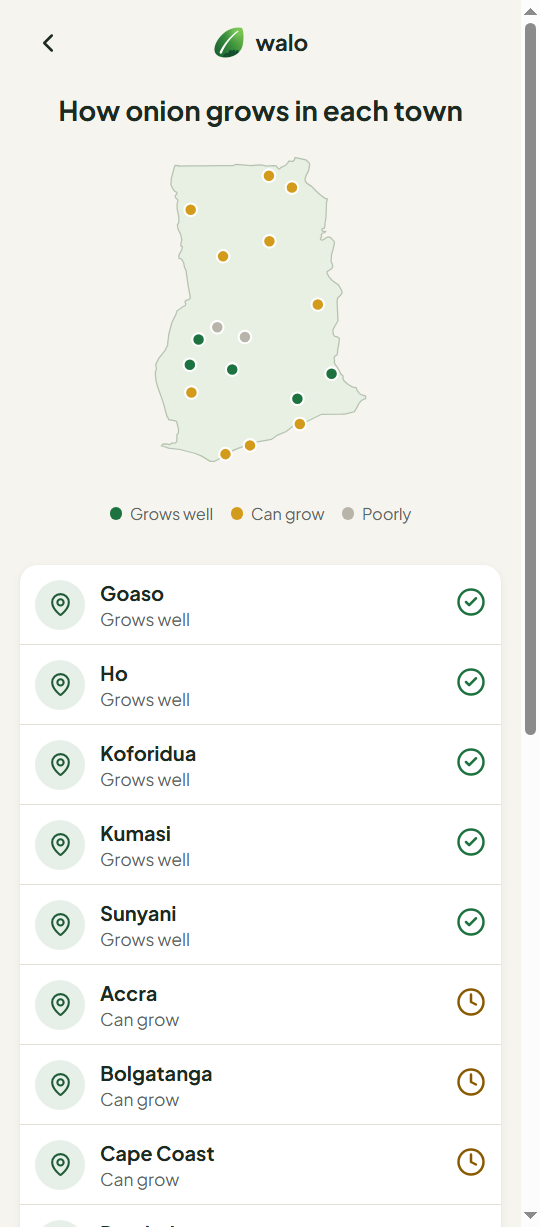 walo
How onion grows in each town
Grows well
Can grow
Poorly
Goaso
Grows well
Ho
Grows well
Koforidua
Grows well
Kumasi
Grows well
Sunyani
Grows well
Accra
Can grow
Bolgatanga
Can grow
Cape Coast
Can grow